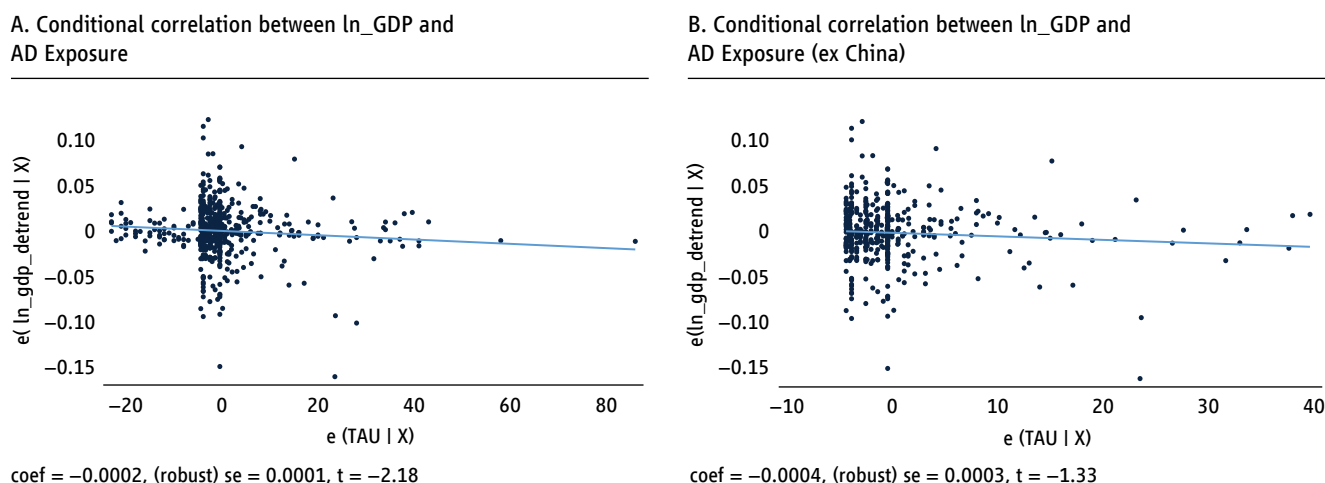 A. Conditional correlation between ln_GDP and
AD Exposure
e( ln_gdp_detrend | X)
0.10
0.05
0
−0.05
−0.10
−0.15
−20 0 20 40 60 80
e (TAU | X)
coef = −0.0002, (robust) se = 0.0001, t = −2.18
B. Conditional correlation between ln_GDP and
AD Exposure (ex China)
e(ln_gdp_detrend | X)
0.10
0.05
0
−0.05
−0.10
−0.15
−10 0 10 20 30 40
e (TAU | X)
coef = −0.0004, (robust) se = 0.0003, t = −1.33